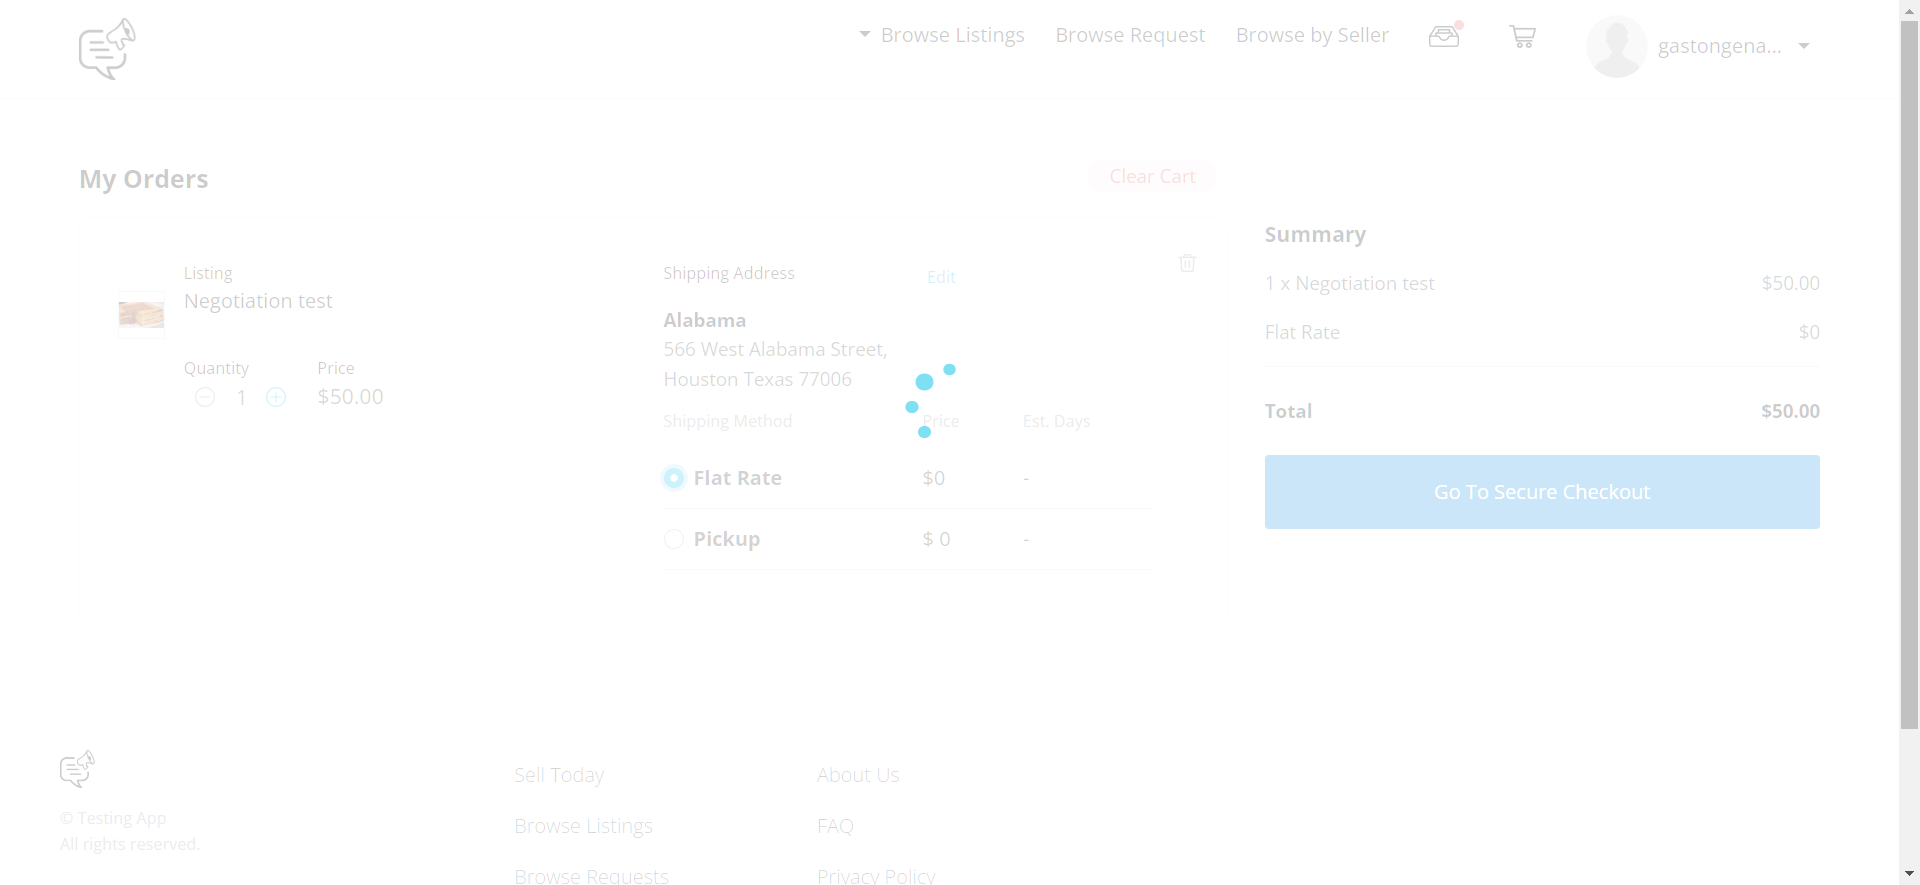 Browse Listings
Browse Request
Browse by Seller
gastongena...
My Orders
Clear Cart
Listing
Negotiation test
Quantity
Price
1
$50.00
Shipping Address
Edit
Alabama
566 West Alabama Street,
Houston Texas 77006
Shipping Method
Price
Est. Days
Flat Rate
$0
-
Pickup
$ 0
-
Summary
1 x Negotiation test
$50.00
Flat Rate
$0
Total
$50.00
Go To Secure Checkout
© Testing App
All rights reserved.
Sell Today
Browse Listings
Browse Requests
About Us
FAQ
Privacy Policy